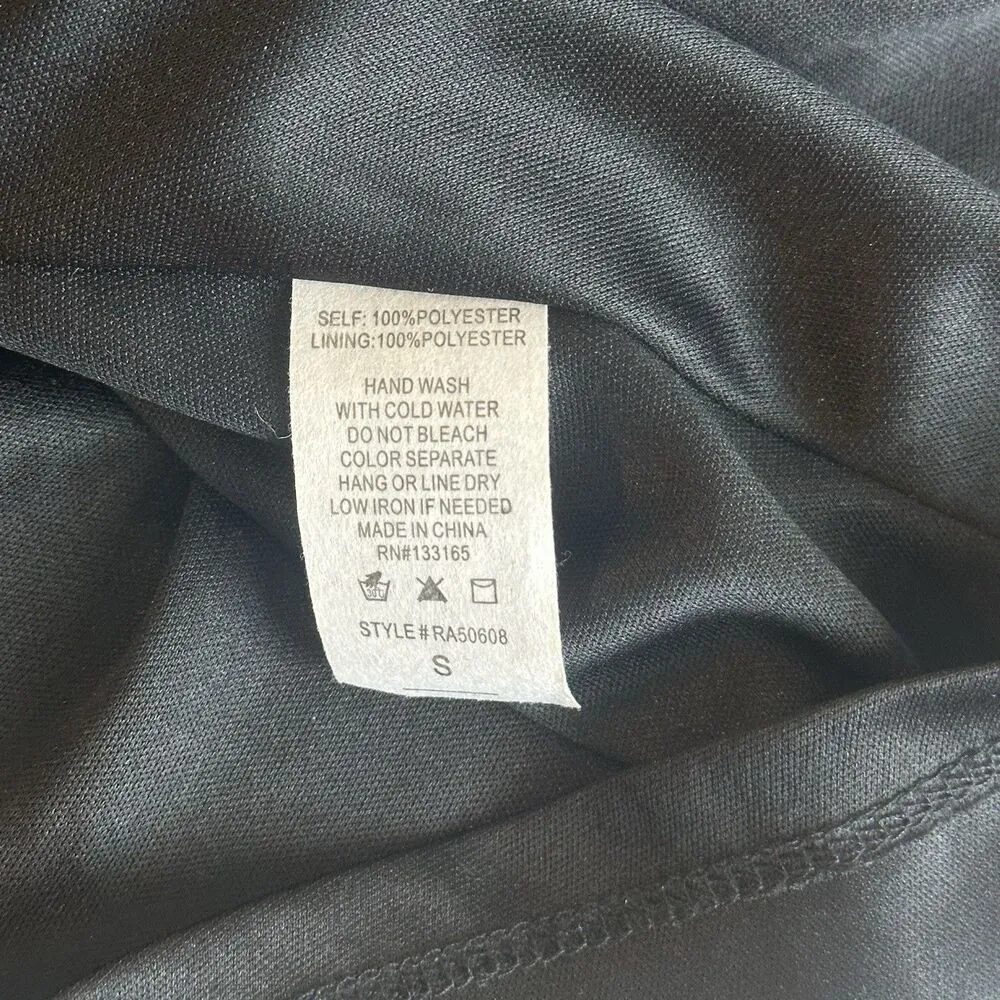 SELF: 100%POLYESTER
LINING:100%POLYESTER
HAND WASH
WITH COLD WATER
DO NOT BLEACH
COLOR SEPARATE
HANG OR LINE DRY
LOW IRON IF NEEDED
MADE IN CHINA
RN#133165
30℃
STYLE#RA50608
S